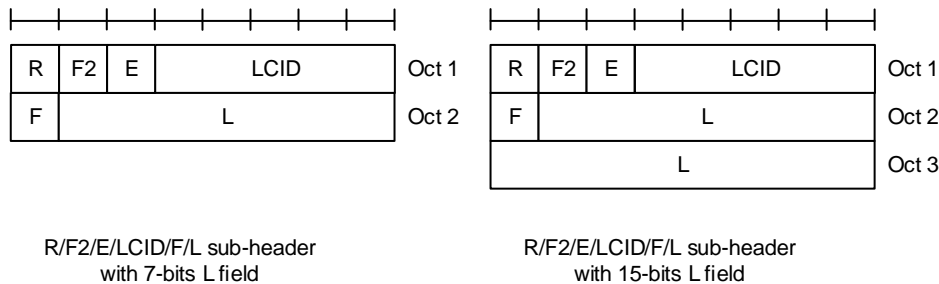 R F2 E LCID Oct 1
F L Oct 2
R/F2/E/LCID/F/L sub-header
with 7-bits L field
R F2 E LCID Oct 1
F L Oct 2
L Oct 3
R/F2/E/LCID/F/L sub-header
with 15-bits L field